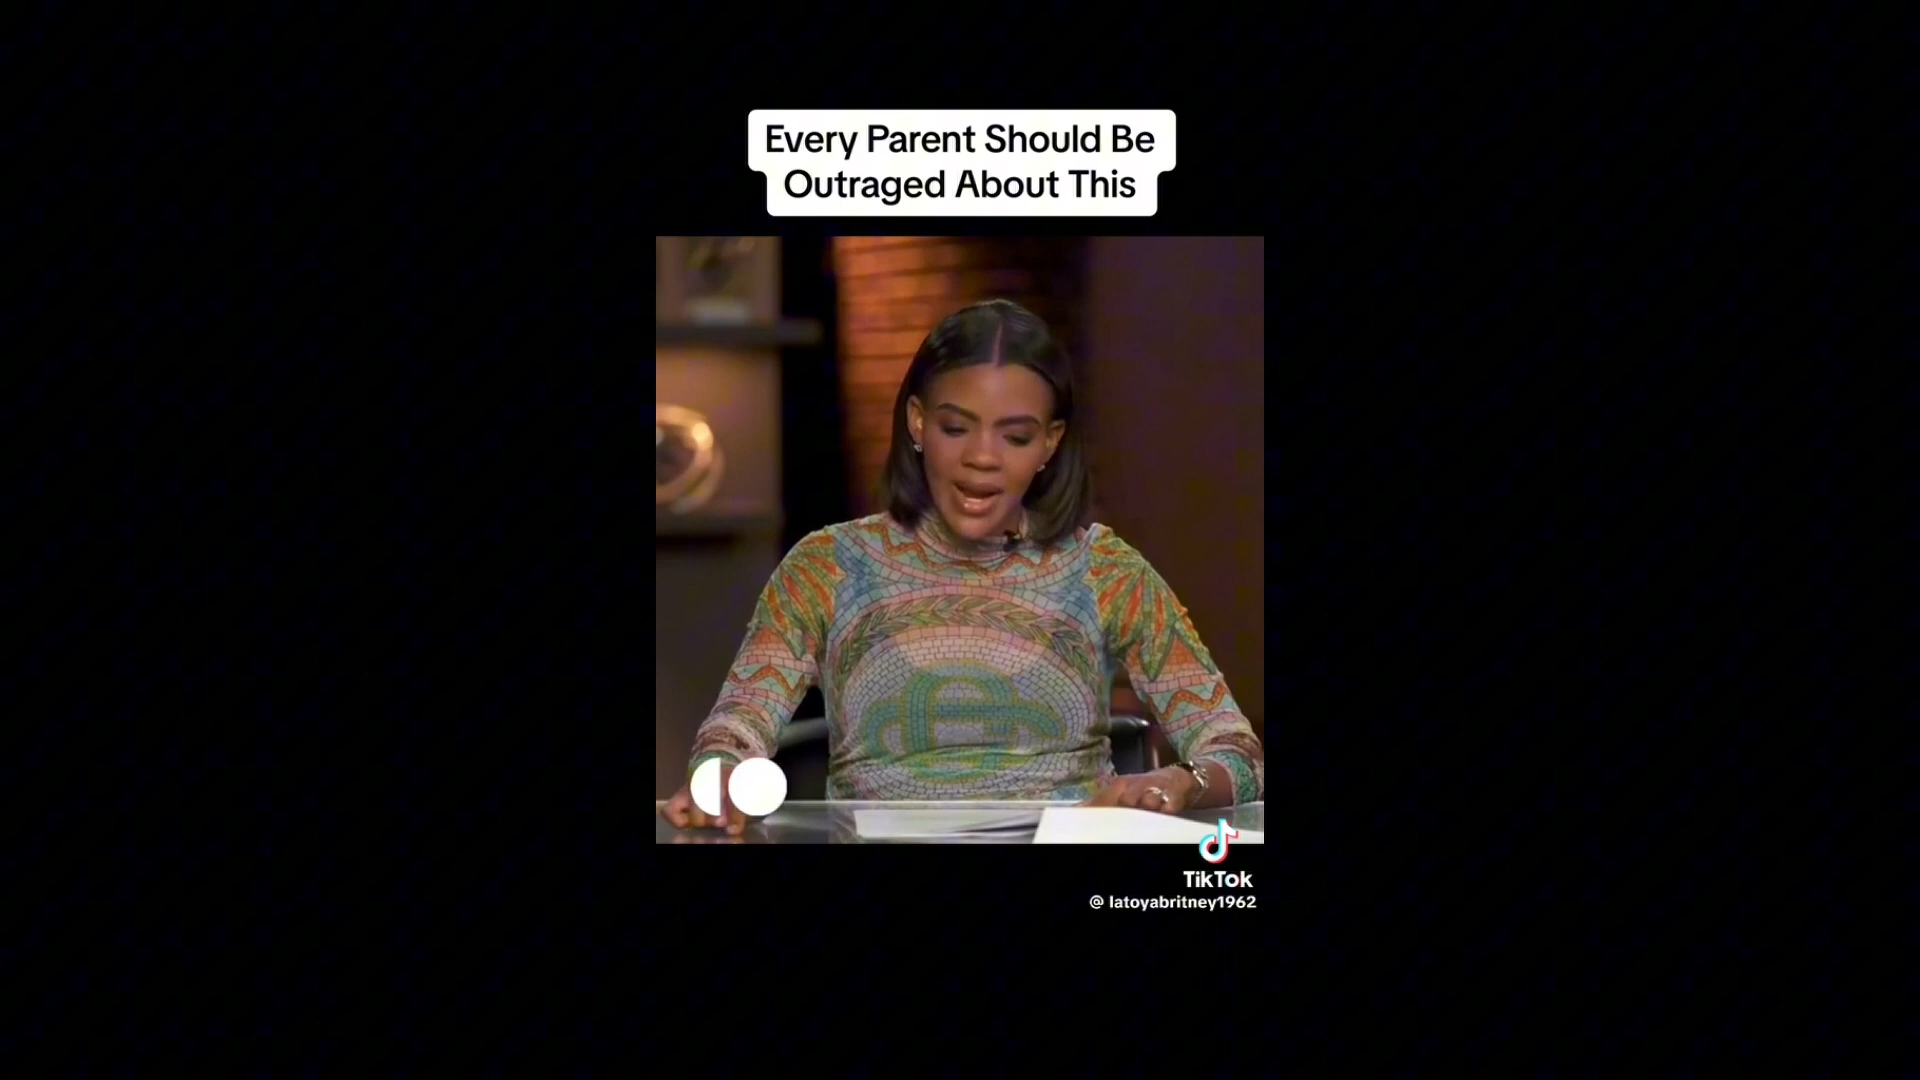 Every Parent Should Be
Outraged About This
TikTok
@ latoyabritney1962